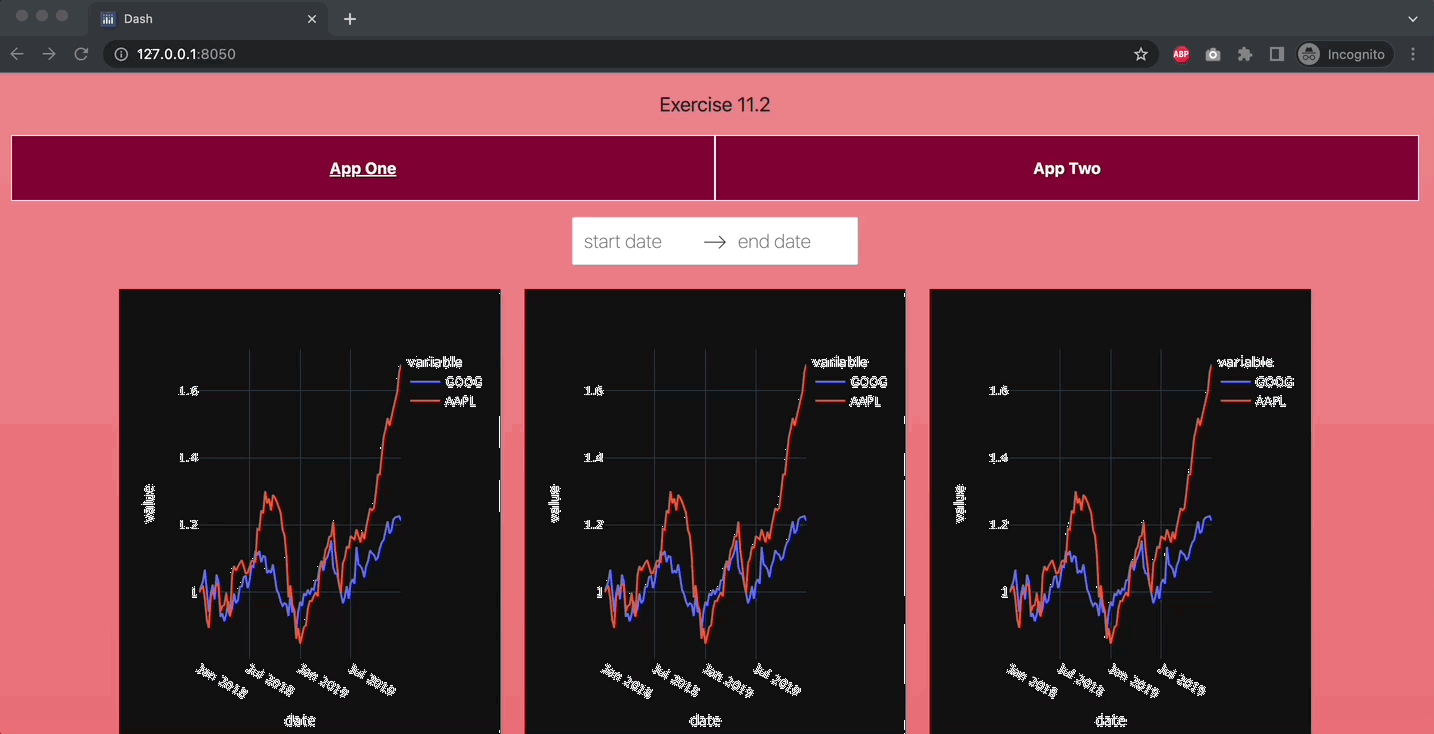 Dash
127.0.0.1:8050
ABP
Incognito
Exercise 11.2
App One App Two
start date → end date
variable
GOOG
AAPL
1.6
1.4
1.2
1
value
Jan 2018 Jul 2018 Jan 2019 Jul 2019
date
variable
GOOG
AAPL
1.6
1.4
1.2
1
value
Jan 2018 Jul 2018 Jan 2019 Jul 2019
date
variable
GOOG
AAPL
1.6
1.4
1.2
1
value
Jan 2018 Jul 2018 Jan 2019 Jul 2019
date